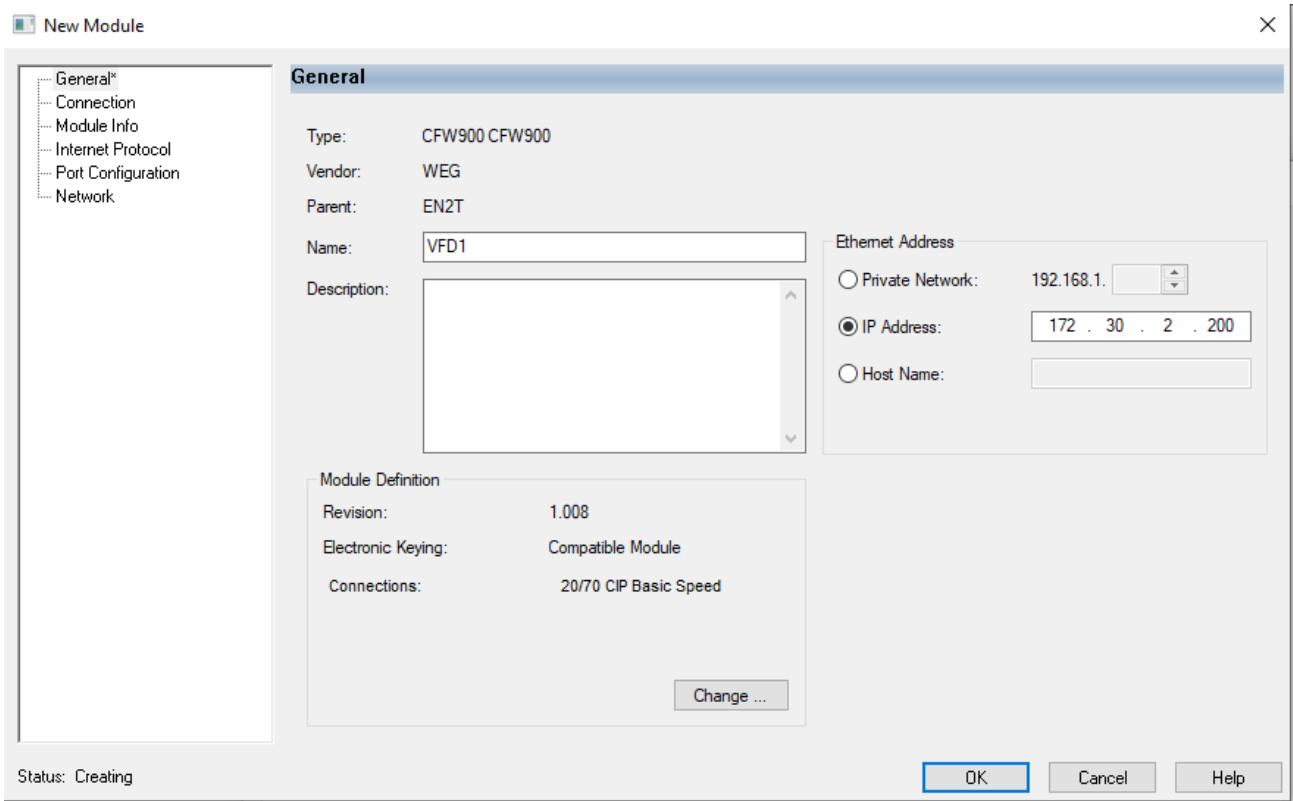 New Module
General*
Connection
Module Info
Internet Protocol
Port Configuration
Network
General
Type: CFW900 CFW900
Vendor: WEG
Parent: EN2T
Name: VFD1
Description:
Ethernet Address
Private Network: 192.168.1.
IP Address: 172 . 30 . 2 . 200
Host Name:
Module Definition
Revision: 1.008
Electronic Keying: Compatible Module
Connections: 20/70 CIP Basic Speed
Change ...
Status: Creating
OK Cancel Help